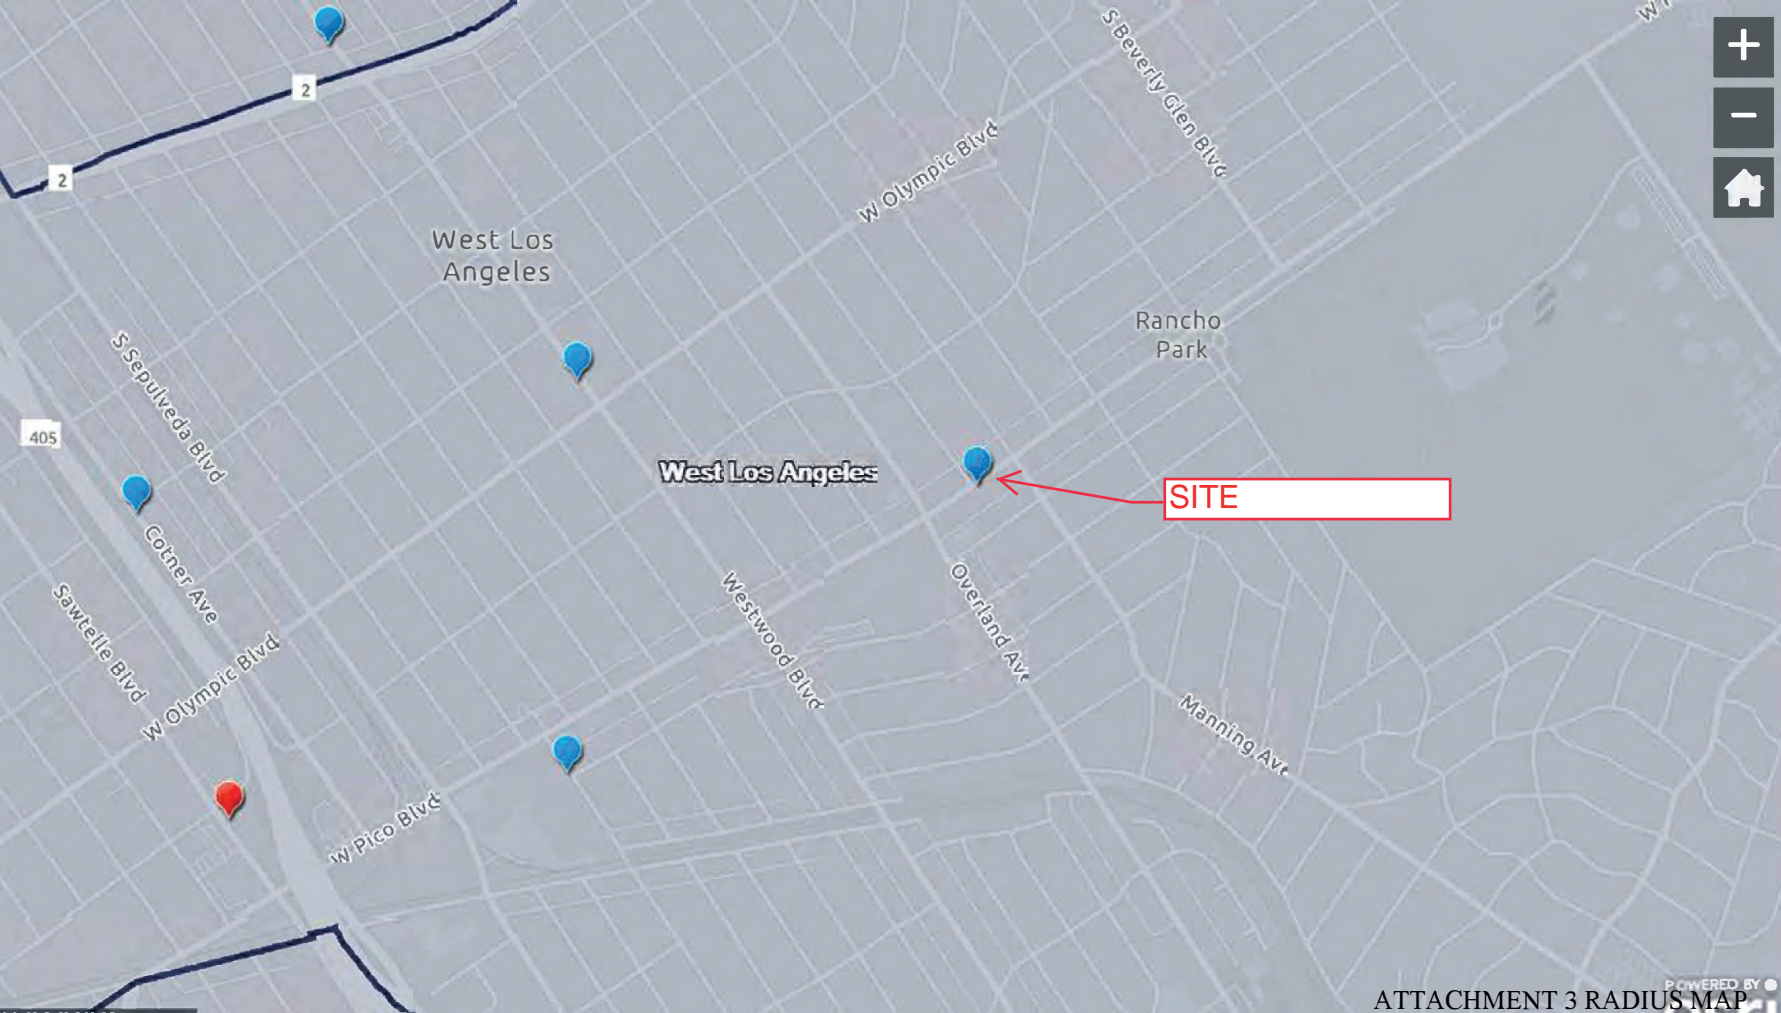 S Beverly Glen Blvd
2
2
W Olympic Blvd
West Los
Angeles
Rancho
Park
S Sepulveda Blvd
405
West Los Angeles
SITE
Cotner Ave
Sawtelle Blvd
W Olympic Blvd
Westwood Blvd
Overland Ave
Manning Ave
W Pico Blvd
POWERED BY
ATTACHMENT 3 RADIUS MAP